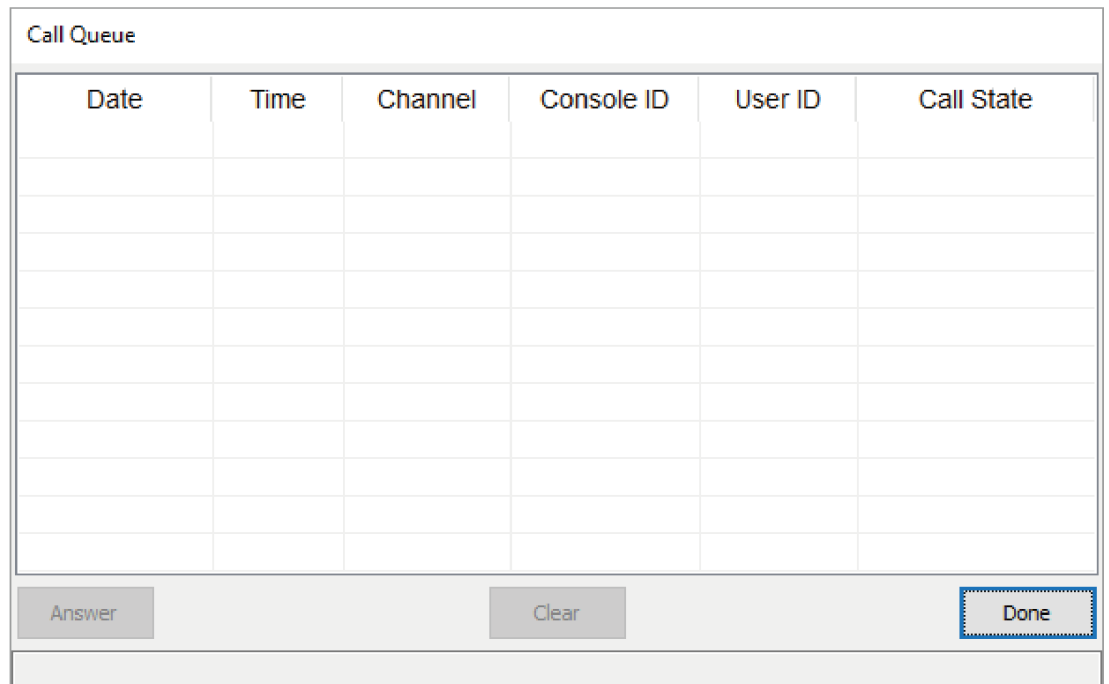 Call Queue
Date Time Channel Console ID User ID Call State
Answer Clear Done